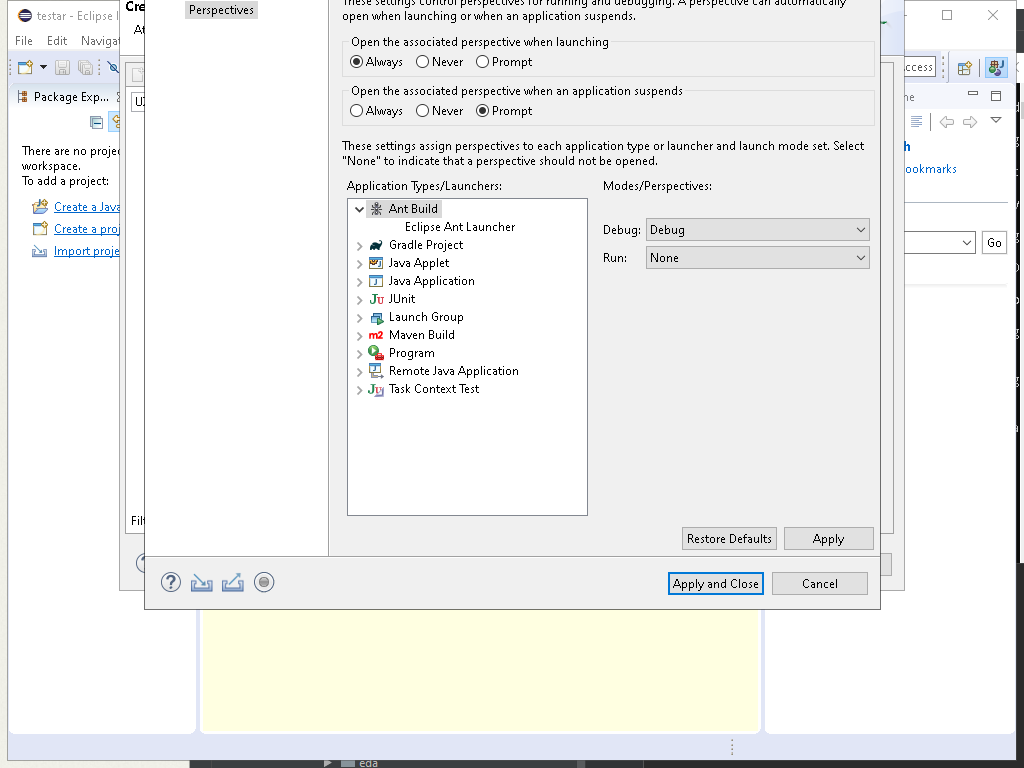 testar - Eclipse
File Edit Naviga
Cre
Perspectives
These settings control perspectives for running and debugging. A perspective can automatically
open when launching or when an application suspends.
Open the associated perspective when launching
Always Never Prompt
Open the associated perspective when an application suspends
Always Never Prompt
These settings assign perspectives to each application type or launcher and launch mode set. Select
"None" to indicate that a perspective should not be opened.
Application Types/Launchers:
Modes/Perspectives:
Ant Build
Eclipse Ant Launcher
Gradle Project
Java Applet
Java Application
JUnit
Launch Group
Maven Build
Program
Remote Java Application
Task Context Test
Debug: Debug
Run: None
Restore Defaults Apply
Apply and Close Cancel
Package Exp...
There are no proje
workspace.
To add a project:
Create a Java
Create a proj
Import proje
Filt
ccess
ookmarks
Go
eda